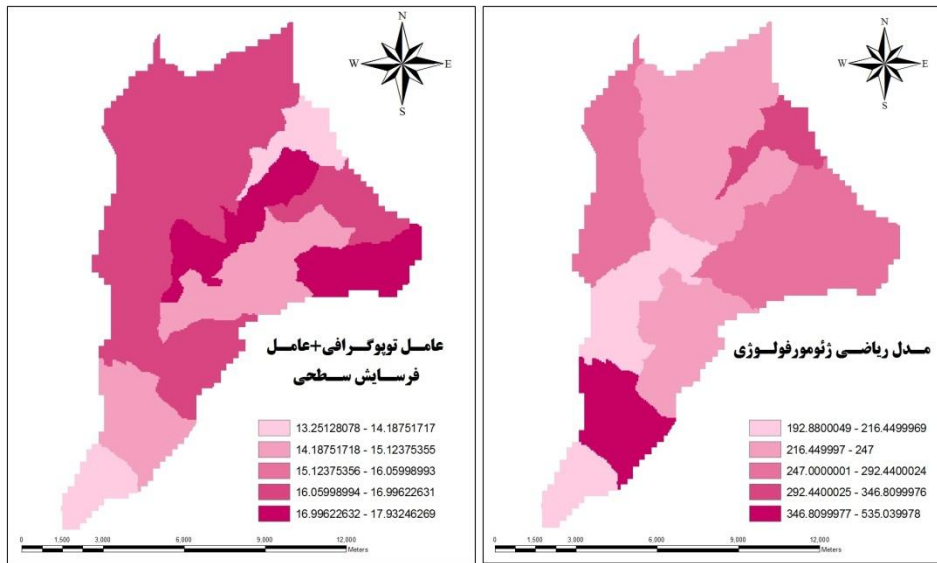 N
W E
S
عامل توپوگرافی+عامل
فرسایش سطحی
13.25128078 - 14.18751717
14.18751718 - 15.12375355
15.12375356 - 16.05998993
16.05998994 - 16.99622631
16.99622632 - 17.93246269
0 1,500 3,000 6,000 9,000 12,000
Meters
N
W E
S
مدل ریاضی ژئومورفولوژی
192.8800049 - 216.4499969
216.449997 - 247
247.0000001 - 292.4400024
292.4400025 - 346.8099976
346.8099977 - 535.039978
0 1,500 3,000 6,000 9,000 12,000
Meters